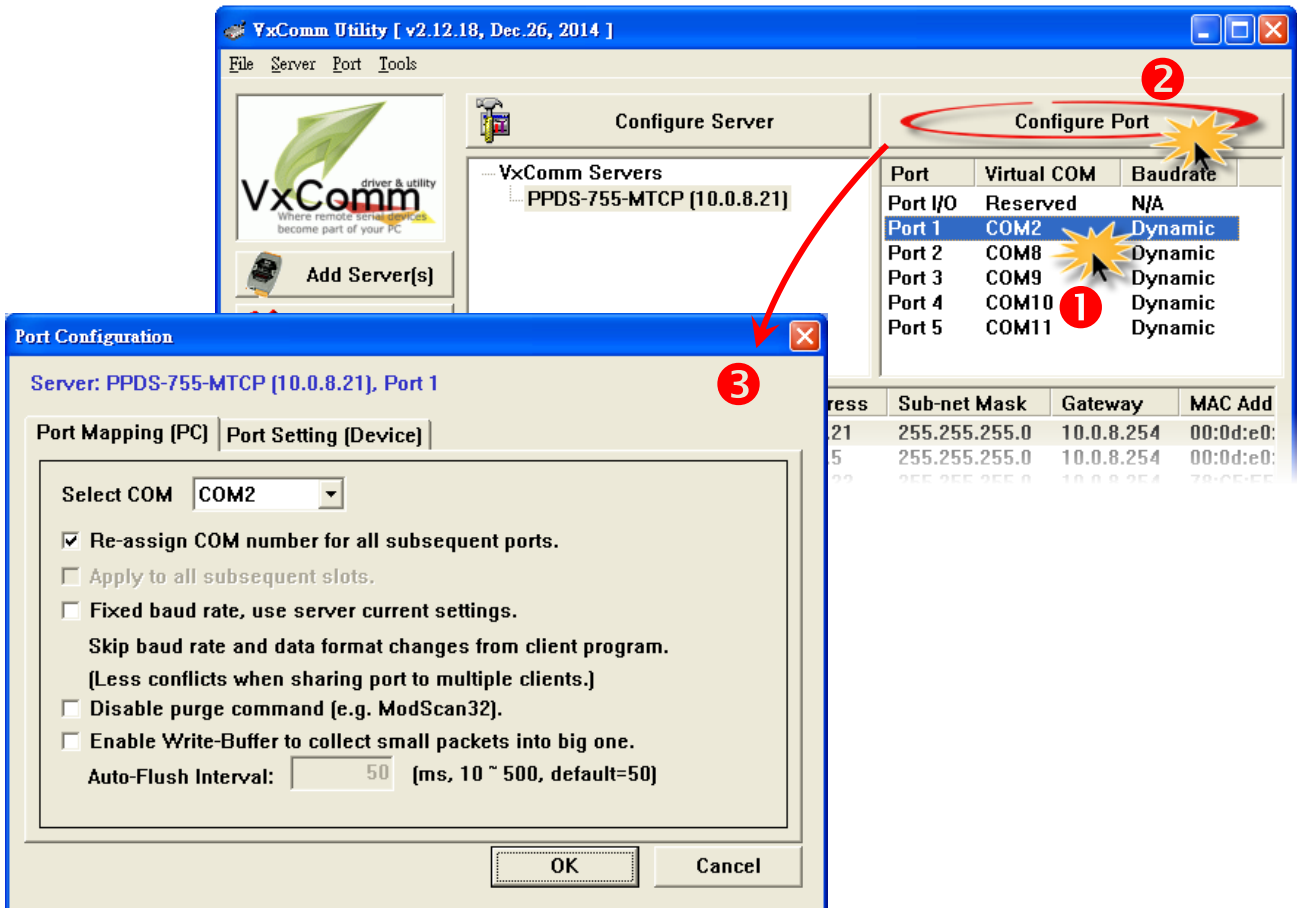 VxComm Utility [ v2.12.18, Dec.26, 2014 ]
File Server Port Tools
2
VxComm
driver & utility
Where remote serial devices
become part of your PC
Configure Server
Configure Port
VxComm Servers
PPDS-755-MTCP (10.0.8.21)
Port Virtual COM Baudrate
Port I/O Reserved N/A
Port 1 COM2 Dynamic
Port 2 COM8 Dynamic
Port 3 COM9 Dynamic
Port 4 COM10 Dynamic
Port 5 COM11 Dynamic
1
Add Server(s)
Port Configuration
Server: PPDS-755-MTCP (10.0.8.21), Port 1
3
Port Mapping (PC) Port Setting (Device)
Select COM COM2
Re-assign COM number for all subsequent ports.
Apply to all subsequent slots.
Fixed baud rate, use server current settings.
Skip baud rate and data format changes from client program.
(Less conflicts when sharing port to multiple clients.)
Disable purge command (e.g. ModScan32).
Enable Write-Buffer to collect small packets into big one.
Auto-Flush Interval: 50 (ms, 10 ~ 500, default=50)
OK Cancel
ress Sub-net Mask Gateway MAC Add
.21 255.255.255.0 10.0.8.254 00:0d:e0:
.5 255.255.255.0 10.0.8.254 00:0d:e0: